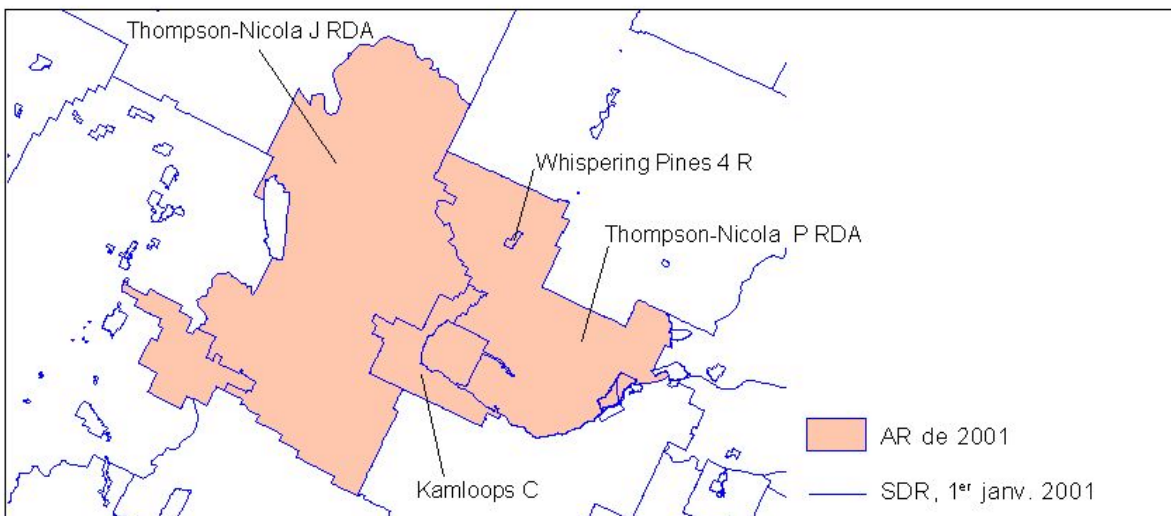 Thompson-Nicola J RDA
Whispering Pines 4 R
Thompson-Nicola P RDA
Kamloops C
AR de 2001
SDR, 1er janv. 2001